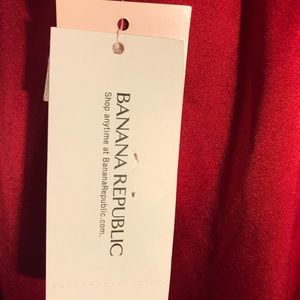 BANANA REPUBLIC
Shop anytime at BananaRepublic.com.